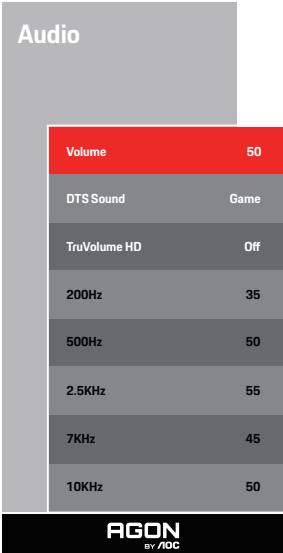 Audio
Volume 50
DTS Sound Game
TruVolume HD Off
200Hz 35
500Hz 50
2.5KHz 55
7KHz 45
10KHz 50
AGON
BY AOC